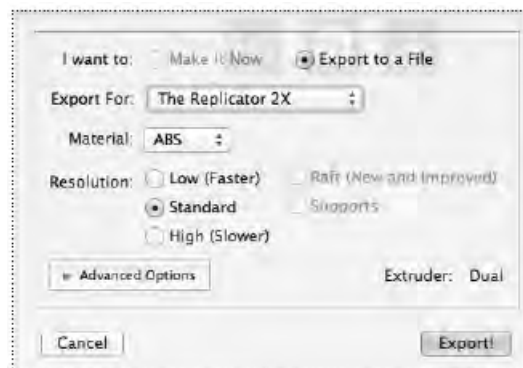 I want to: Make It Now Export to a File
Export For: The Replicator 2X
Material: ABS
Resolution: Low (Faster) Raft (New and Improved)
Standard Supports
High (Slower)
Advanced Options Extruder: Dual
Cancel Export!